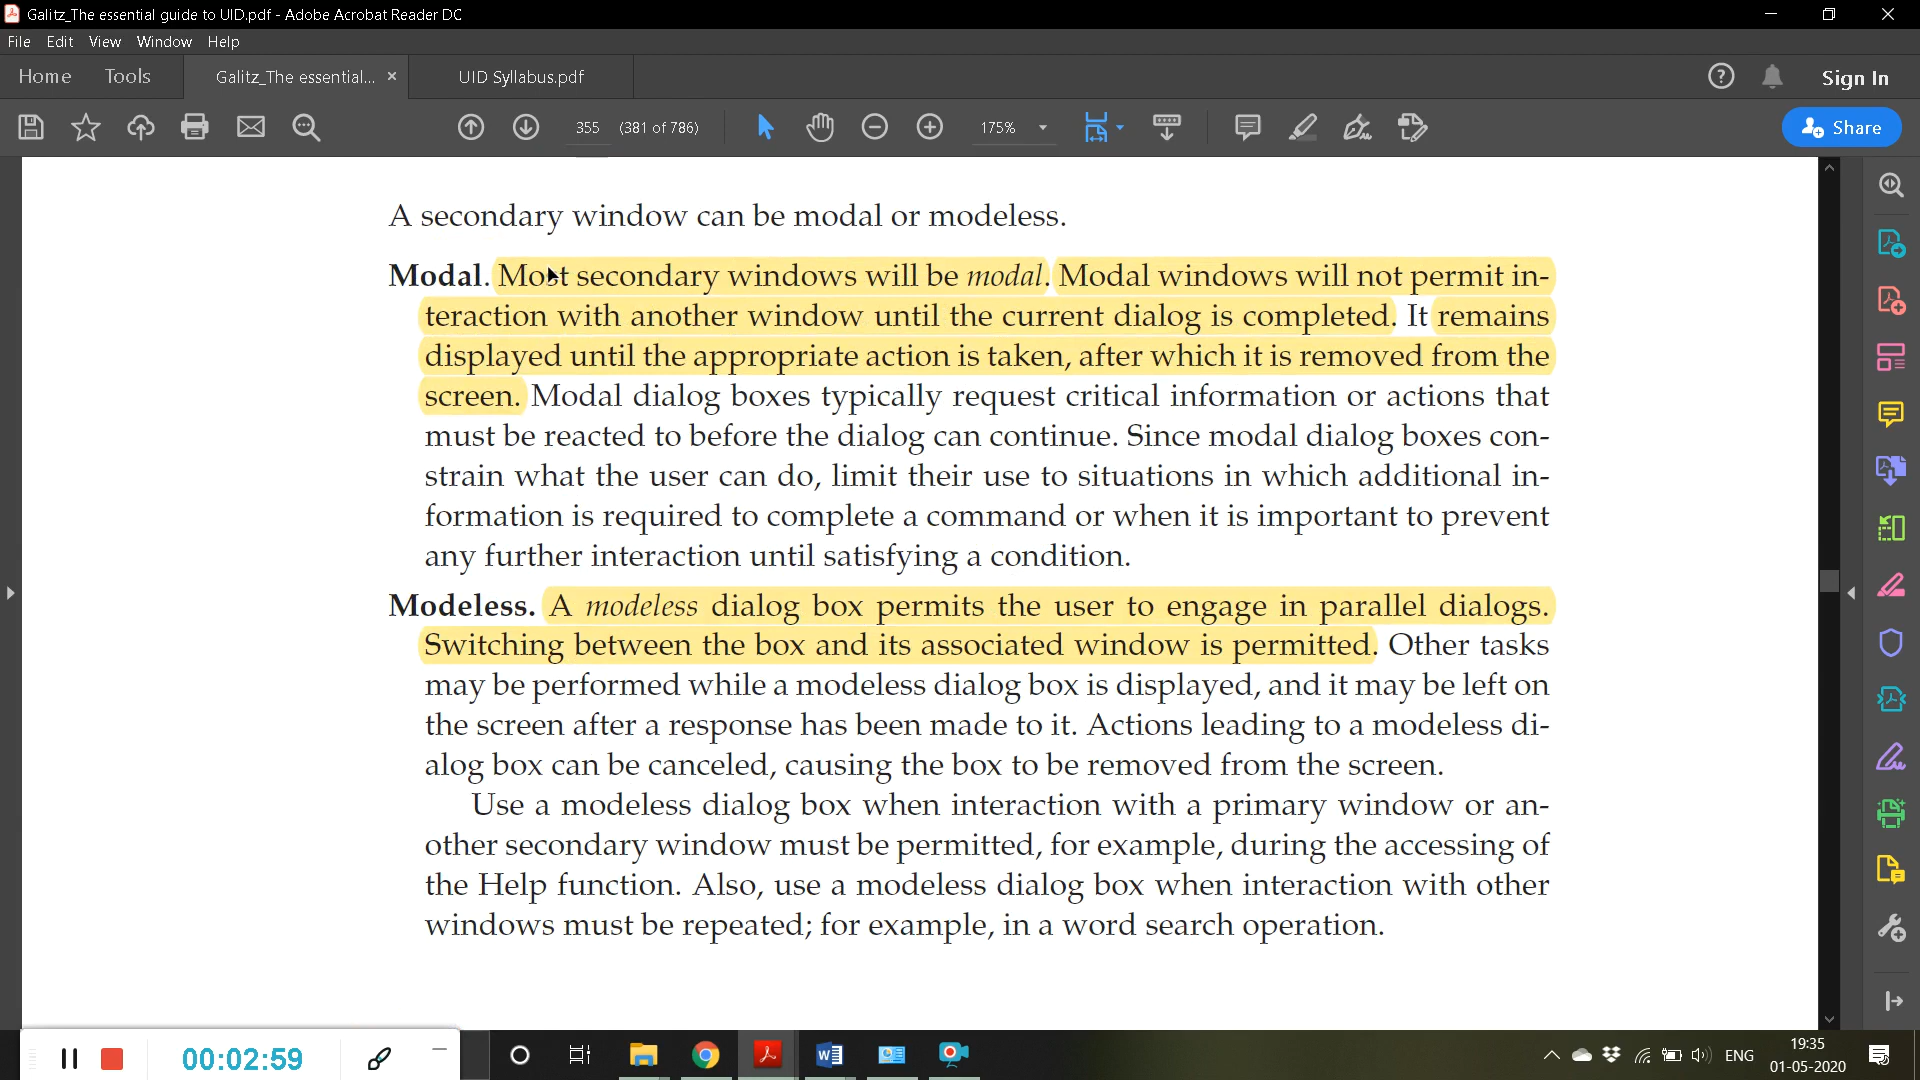 Galitz_The essential guide to UID.pdf - Adobe Acrobat Reader DC
File Edit View Window Help
Home Tools Galitz_The essential... × UID Syllabus.pdf Sign In
355 (381 of 786) 175% Share
A secondary window can be modal or modeless.
Modal. Most secondary windows will be modal. Modal windows will not permit in-
teraction with another window until the current dialog is completed. It remains
displayed until the appropriate action is taken, after which it is removed from the
screen. Modal dialog boxes typically request critical information or actions that
must be reacted to before the dialog can continue. Since modal dialog boxes con-
strain what the user can do, limit their use to situations in which additional in-
formation is required to complete a command or when it is important to prevent
any further interaction until satisfying a condition.
Modeless. A modeless dialog box permits the user to engage in parallel dialogs.
Switching between the box and its associated window is permitted. Other tasks
may be performed while a modeless dialog box is displayed, and it may be left on
the screen after a response has been made to it. Actions leading to a modeless di-
alog box can be canceled, causing the box to be removed from the screen.
Use a modeless dialog box when interaction with a primary window or an-
other secondary window must be permitted, for example, during the accessing of
the Help function. Also, use a modeless dialog box when interaction with other
windows must be repeated; for example, in a word search operation.
00:02:59 ENG 19:35
01-05-2020